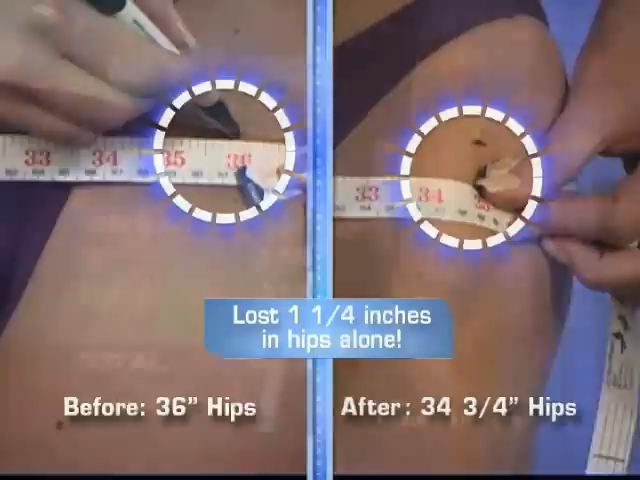 33 34 35 36
33 34 35
Lost 1 1/4 inches
in hips alone!
Before: 36” Hips
After: 34 3/4” Hips